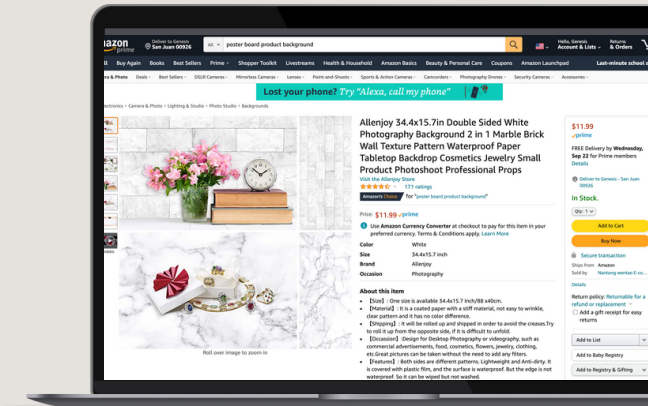 azon
prime
Deliver to Genesis
San Juan 00926
All
poster board product background
Hello, Genesis
Account & Lists
Returns
& Orders
ll Buy Again Books Best Sellers Prime Shopper Toolkit Livestreams Health & Household Amazon Basics Beauty & Personal Care Coupons Amazon Launchpad Last-minute school s
ra & Photo Deals Best Sellers DSLR Cameras Mirrorless Cameras Lenses Point-and-Shoots Sports & Action Cameras Camcorders Photography Drones Security Cameras Accessories
Lost your phone? Try "Alexa, call my phone"
ectronics › Camera & Photo › Lighting & Studio › Photo Studio › Backgrounds
VIDEO
Roll over image to zoom in
Allenjoy 34.4x15.7in Double Sided White
Photography Background 2 in 1 Marble Brick
Wall Texture Pattern Waterproof Paper
Tabletop Backdrop Cosmetics Jewelry Small
Product Photoshoot Professional Props
Visit the Allenjoy Store
171 ratings
Amazon's Choice for "poster board product background"
Price: $11.99 prime
Use Amazon Currency Converter at checkout to pay for this item in your
preferred currency. Terms & Conditions apply. Learn More
Color White
Size 34.4x15.7 inch
Brand Allenjoy
Occasion Photography
About this item
• 【Size】: One size is available 34.4x15.7 Inch/88 x40cm.
• 【Material】: It is a coated paper with a stiff material, not easy to wrinkle,
clear pattern and it has no color difference.
• 【Shipping】: It will be rolled up and shipped in order to avoid the creases.Try
to roll it up from the opposite side, if it is difficult to unfold.
• 【Occassion】:Design for Desktop Photography or videography, such as
commercial advertisements, food, cosmetics, flowers, jewelry, clothing,
etc.Great pictures can be taken without the need to add any filters.
• 【Features】: Both sides are different patterns. Lightweight and Anti-dirty. It
is covered with plastic film, and the surface is waterproof. But the edge is not
waterproof. So it can be wiped but not washed.
$11.99
prime
FREE Delivery by Wednesday,
Sep 22 for Prime members
Details
Deliver to Genesis - San Juan
00926
In Stock.
Qty: 1
Add to Cart
Buy Now
Secure transaction
Ships from Amazon
Sold by Nantong wentao E-co...
Details
Return policy: Returnable for a
refund or replacement
Add a gift receipt for easy
returns
Add to List
Add to Baby Registry
Add to Registry & Gifting